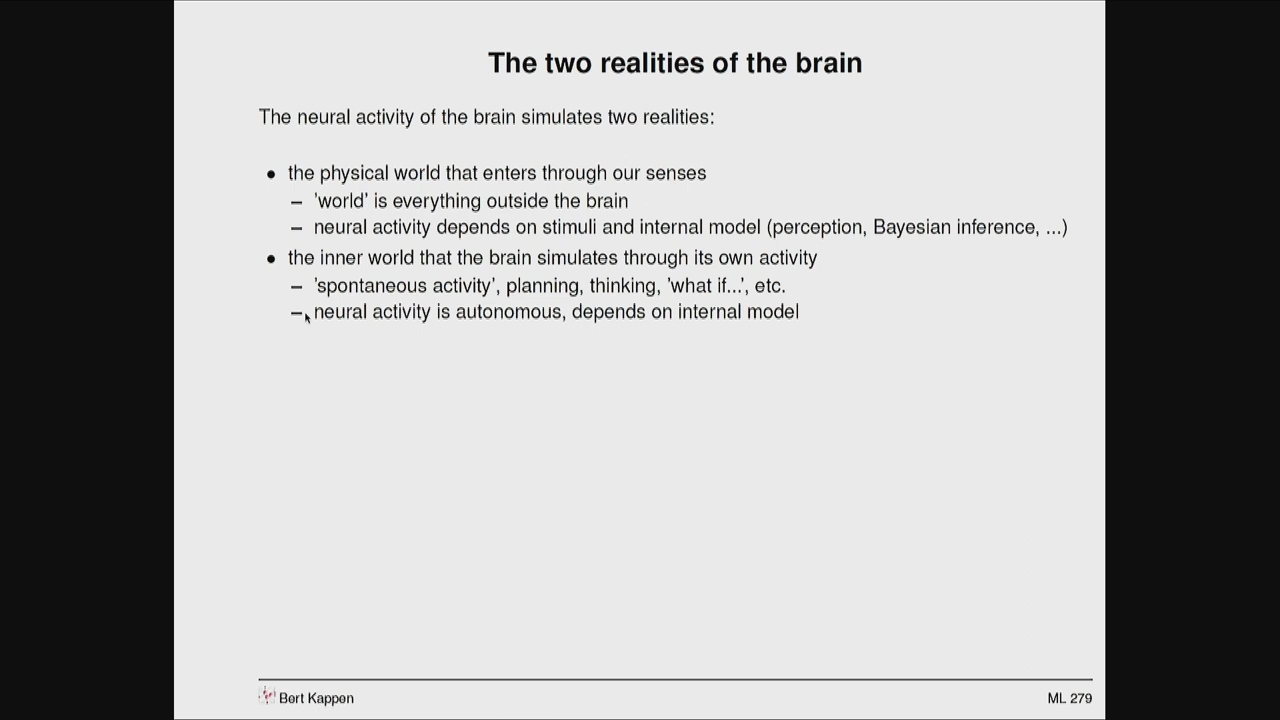 The two realities of the brain
The neural activity of the brain simulates two realities:
• the physical world that enters through our senses
– 'world' is everything outside the brain
– neural activity depends on stimuli and internal model (perception, Bayesian inference, ...)
• the inner world that the brain simulates through its own activity
– 'spontaneous activity', planning, thinking, 'what if...', etc.
– neural activity is autonomous, depends on internal model
Bert Kappen
ML 279